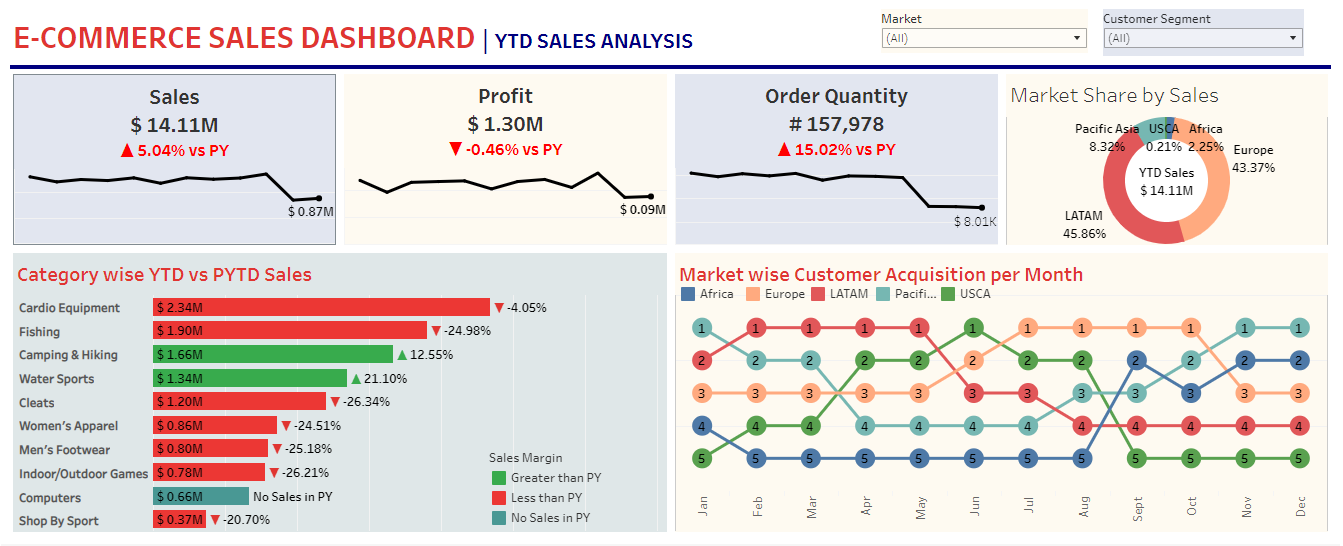 E-COMMERCE SALES DASHBOARD | YTD SALES ANALYSIS
Market
(All)
Customer Segment
(All)
Sales
$ 14.11M
▲ 5.04% vs PY
$ 0.87M
Profit
$ 1.30M
▼ -0.46% vs PY
$ 0.09M
Order Quantity
# 157,978
▲ 15.02% vs PY
$ 8.01K
Market Share by Sales
Pacific Asia
8.32%
USCA
0.21%
Africa
2.25%
Europe
43.37%
YTD Sales
$ 14.11M
LATAM
45.86%
Category wise YTD vs PYTD Sales
Cardio Equipment $ 2.34M ▼ -4.05%
Fishing $ 1.90M ▼ -24.98%
Camping & Hiking $ 1.66M ▲ 12.55%
Water Sports $ 1.34M ▲ 21.10%
Cleats $ 1.20M ▼ -26.34%
Women's Apparel $ 0.86M ▼ -24.51%
Men's Footwear $ 0.80M ▼ -25.18%
Indoor/Outdoor Games $ 0.78M ▼ -26.21%
Computers $ 0.66M No Sales in PY
Shop By Sport $ 0.37M ▼ -20.70%
Sales Margin
Greater than PY
Less than PY
No Sales in PY
Market wise Customer Acquisition per Month
Africa Europe LATAM Pacifi... USCA
1 1 1 1 1 1 1 1 1 1 1 1
2 2 2 2 2 2 2 2 2 2 2 2
3 3 3 3 3 3 3 3 3 3 3 3
4 4 4 4 4 4 4 4 4 4 4 4
5 5 5 5 5 5 5 5 5 5 5 5
Jan Feb Mar Apr May Jun Jul Aug Sept Oct Nov Dec